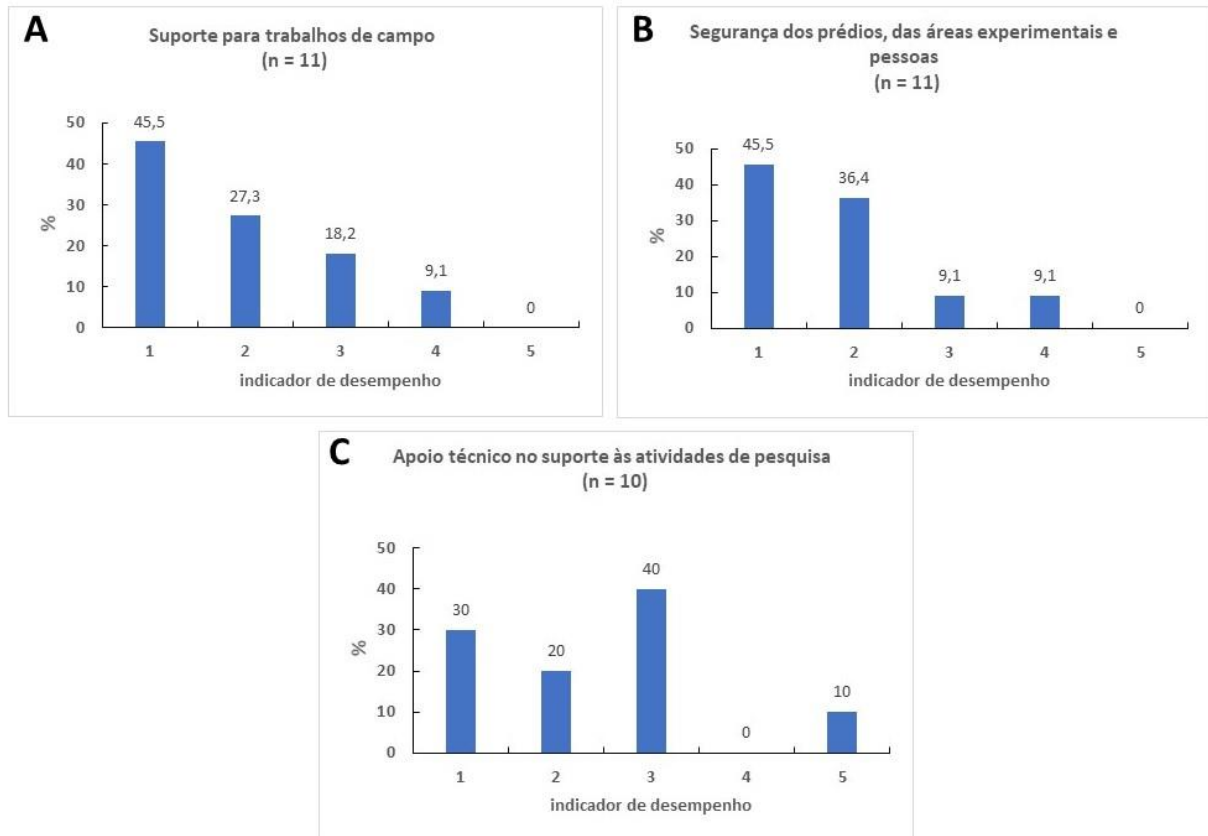 A
Suporte para trabalhos de campo
(n = 11)
50
40
30
20
10
0
%
45,5
27,3
18,2
9,1
0
1 2 3 4 5
indicador de desempenho
B
Segurança dos prédios, das áreas experimentais e
pessoas
(n = 11)
50
40
30
20
10
0
%
45,5
36,4
9,1
9,1
0
1 2 3 4 5
indicador de desempenho
C
Apoio técnico no suporte às atividades de pesquisa
(n = 10)
50
40
30
20
10
0
%
30
20
40
0
10
1 2 3 4 5
indicador de desempenho